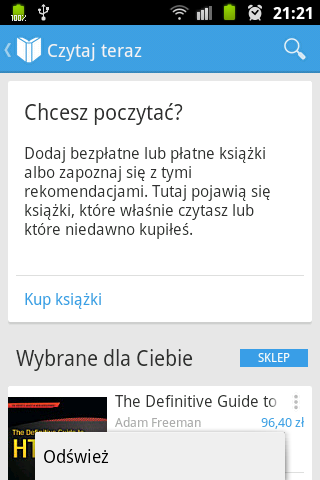 100%
21:21
Czytaj teraz
Chcesz poczytać?
Dodaj bezpłatne lub płatne książki
albo zapoznaj się z tymi
rekomendacjami. Tutaj pojawią się
książki, które właśnie czytasz lub
które niedawno kupiłeś.
Kup książki
Wybrane dla Ciebie
SKLEP
The Definitive Guide to
Adam Freeman
96,40 zł
The Definitive Guide to
HT
Odśwież